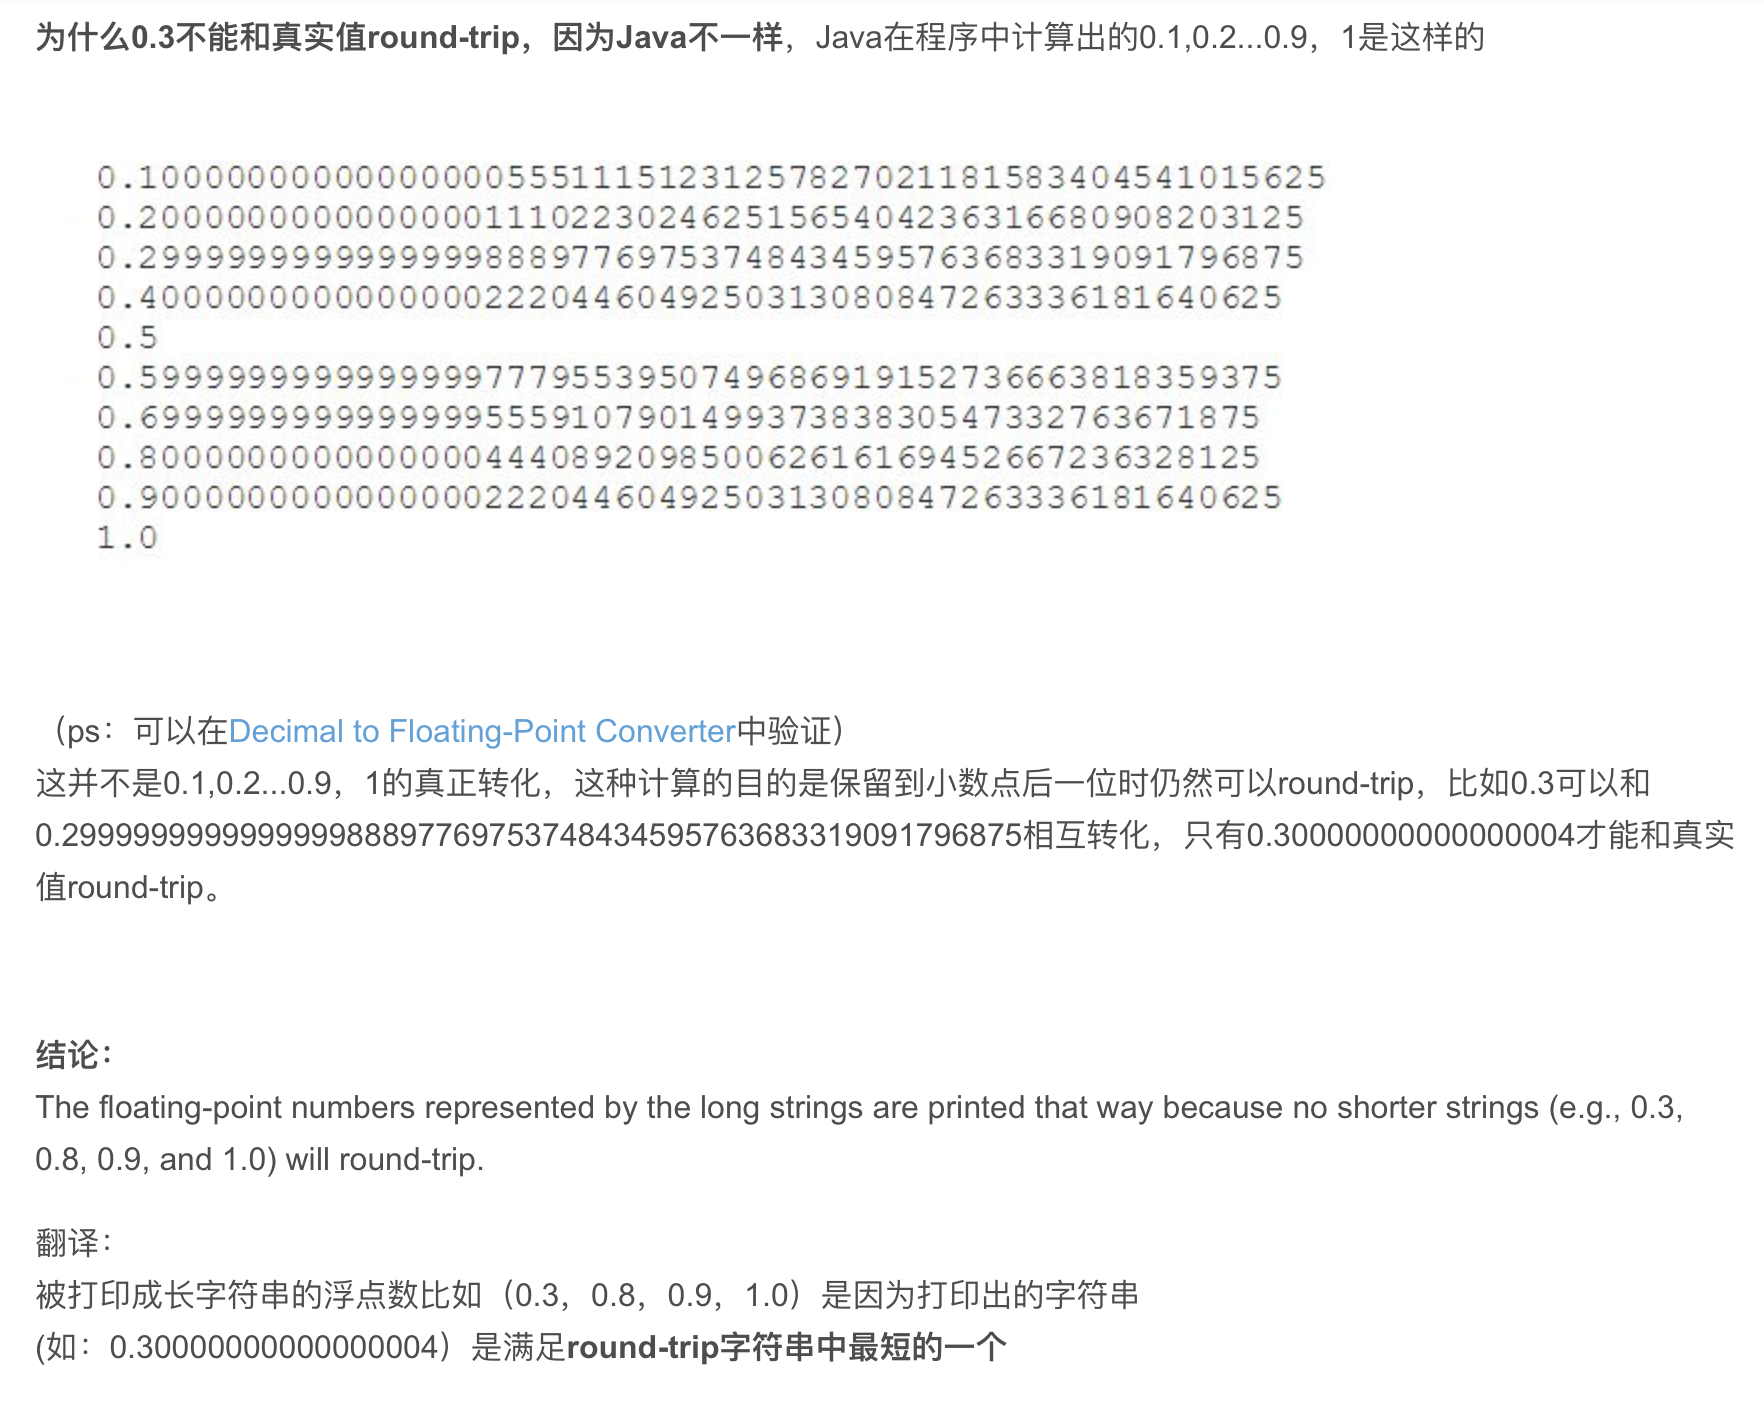 为什么0.3不能和真实值round-trip，因为Java不一样，Java在程序中计算出的0.1,0.2...0.9，1是这样的
0.1000000000000000055511151231257827021181583404541015625
0.200000000000000011102230246251565404236316680908203125
0.299999999999999988897769753748434595763683319091796875
0.40000000000000002220446049250313080847263336181640625
0.5
0.59999999999999997779553950749686919152736663818359375
0.6999999999999999555910790149937383830547332763671875
0.8000000000000000444089209850062616169452667236328125
0.90000000000000002220446049250313080847263336181640625
1.0
（ps：可以在Decimal to Floating-Point Converter中验证）
这并不是0.1,0.2...0.9，1的真正转化，这种计算的目的是保留到小数点后一位时仍然可以round-trip，比如0.3可以和
0.299999999999999988897769753748434595763683319091796875相互转化，只有0.30000000000000004才能和真实
值round-trip。
结论：
The floating-point numbers represented by the long strings are printed that way because no shorter strings (e.g., 0.3,
0.8, 0.9, and 1.0) will round-trip.
翻译：
被打印成长字符串的浮点数比如（0.3，0.8，0.9，1.0）是因为打印出的字符串
(如：0.30000000000000004）是满足round-trip字符串中最短的一个